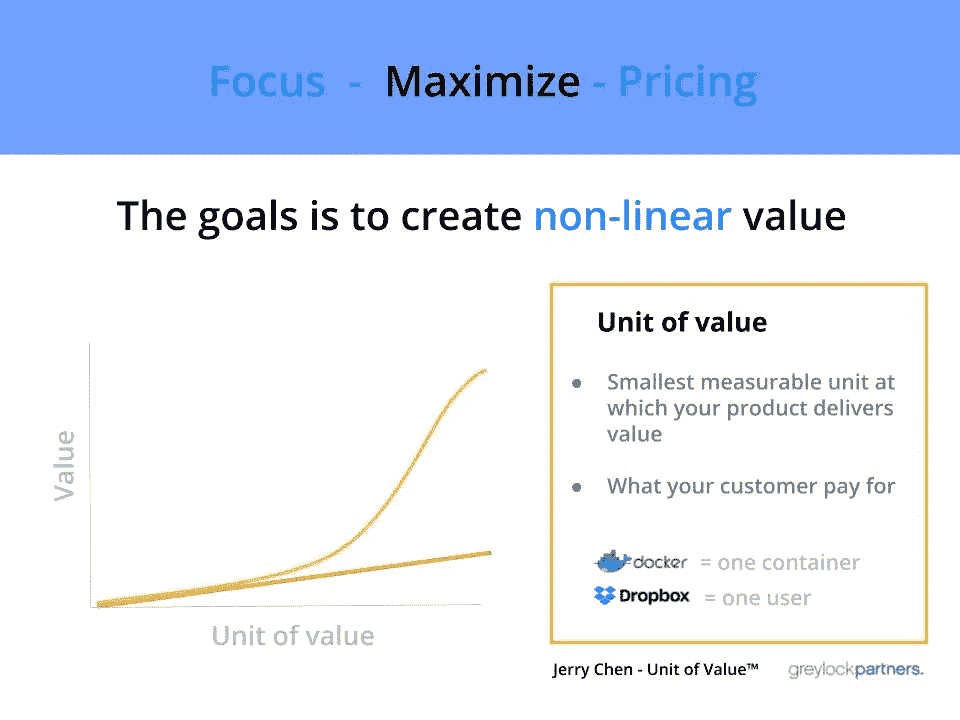 Focus - Maximize - Pricing
The goals is to create non-linear value
Value
Unit of value
Unit of value
● Smallest measurable unit at
which your product delivers
value
● What your customer pay for
docker = one container
Dropbox = one user
Jerry Chen - Unit of Value™ greylockpartners.